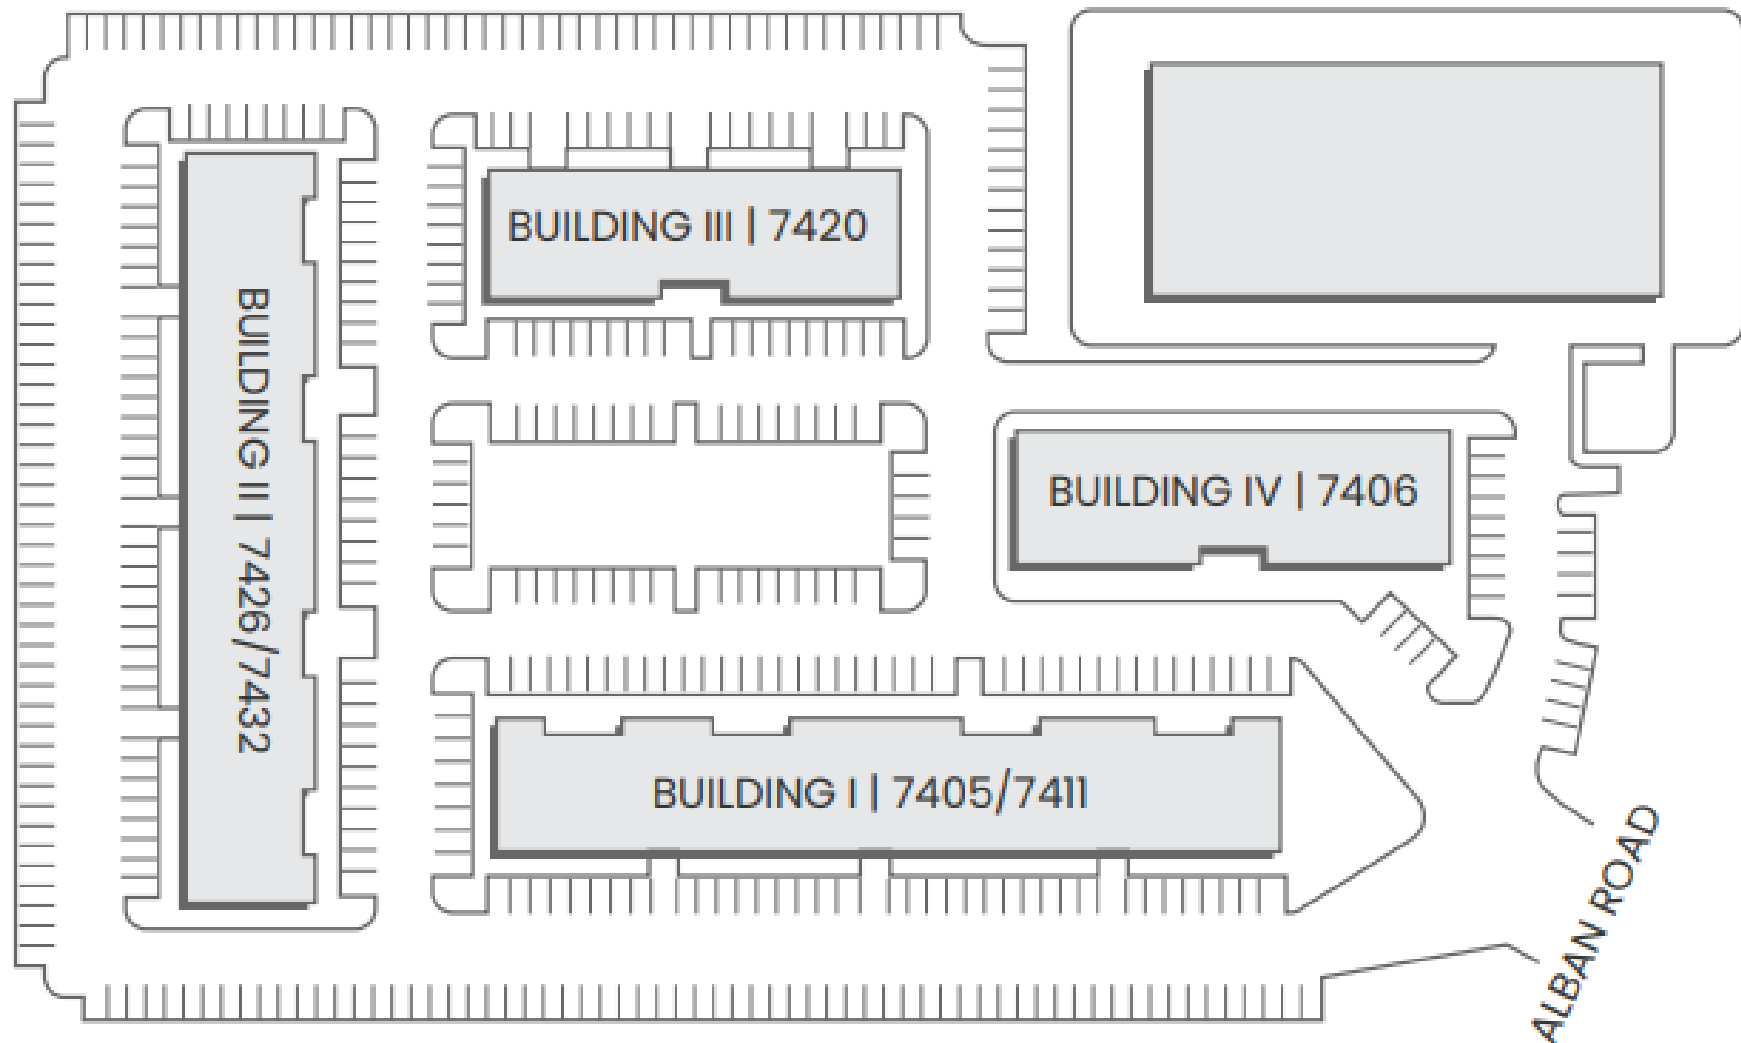 BUILDING III | 7420
BUILDING II | 7426/7432
BUILDING IV | 7406
BUILDING I | 7405/7411
ALBAN ROAD